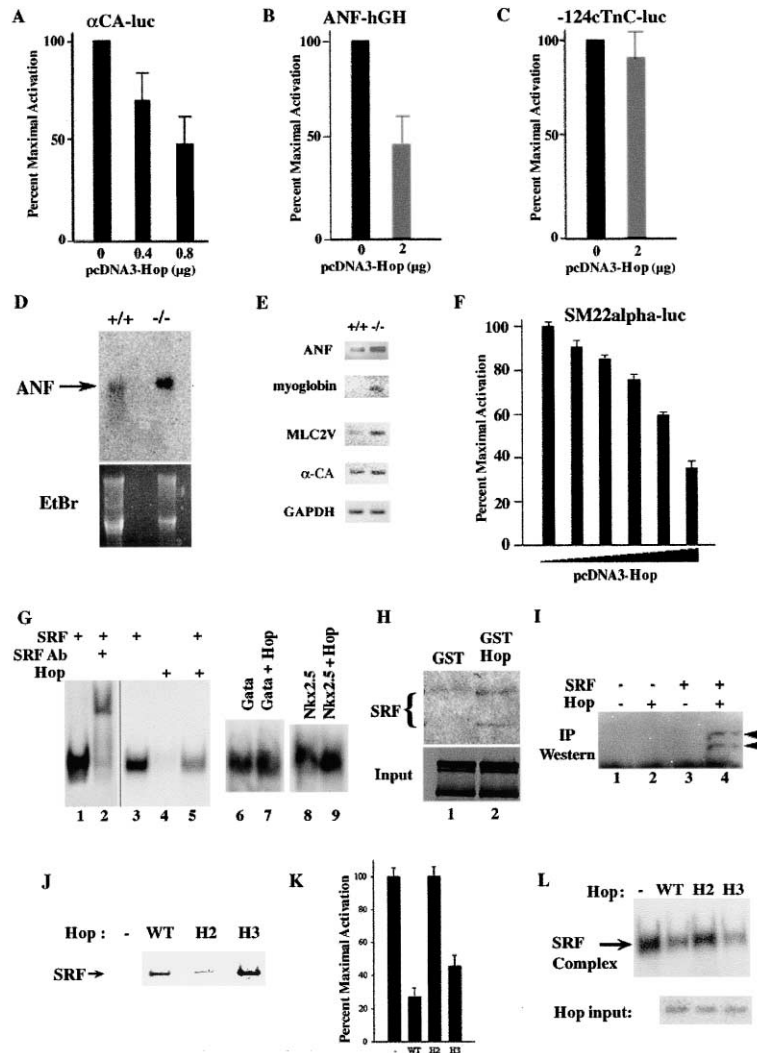 A
αCA-luc
Percent Maximal Activation
100
50
0
0 0.4 0.8
pcDNA3-Hop (µg)
B
ANF-hGH
Percent Maximal Activation
100
50
0
0 2
pcDNA3-Hop (µg)
C
-124cTnC-luc
Percent Maximal Activation
100
50
0
0 2
pcDNA3-Hop (µg)
D
+/+ -/-
ANF
EtBr
E
+/+ -/-
ANF
myoglobin
MLC2V
α-CA
GAPDH
F
SM22alpha-luc
Percent Maximal Activation
100
80
60
40
20
0
pcDNA3-Hop
G
SRF + + + +
SRF Ab +
Hop + +
Gata
Gata + Hop
Nkx2.5
Nkx2.5 + Hop
1 2 3 4 5 6 7 8 9
H
GST GST Hop
SRF {
Input
1 2
I
SRF - - + +
Hop - + - +
IP
Western
1 2 3 4
J
Hop : - WT H2 H3
SRF
K
Percent Maximal Activation
100
80
60
40
20
0
- WT H2 H3
L
Hop: - WT H2 H3
SRF
Complex
Hop input: